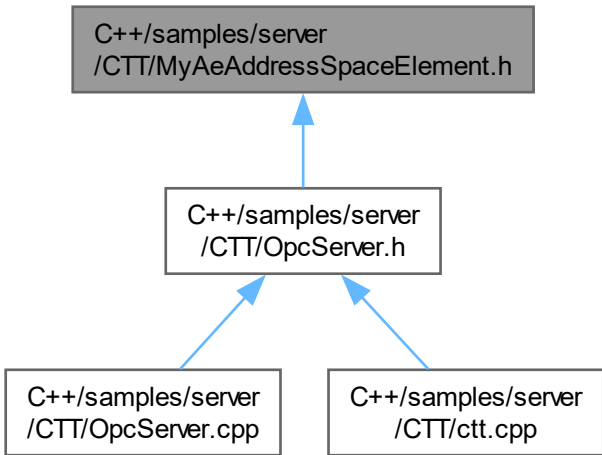 C++/samples/server
/CTT/MyAeAddressSpaceElement.h
C++/samples/server
/CTT/OpcServer.h
C++/samples/server
/CTT/OpcServer.cpp
C++/samples/server
/CTT/ctt.cpp